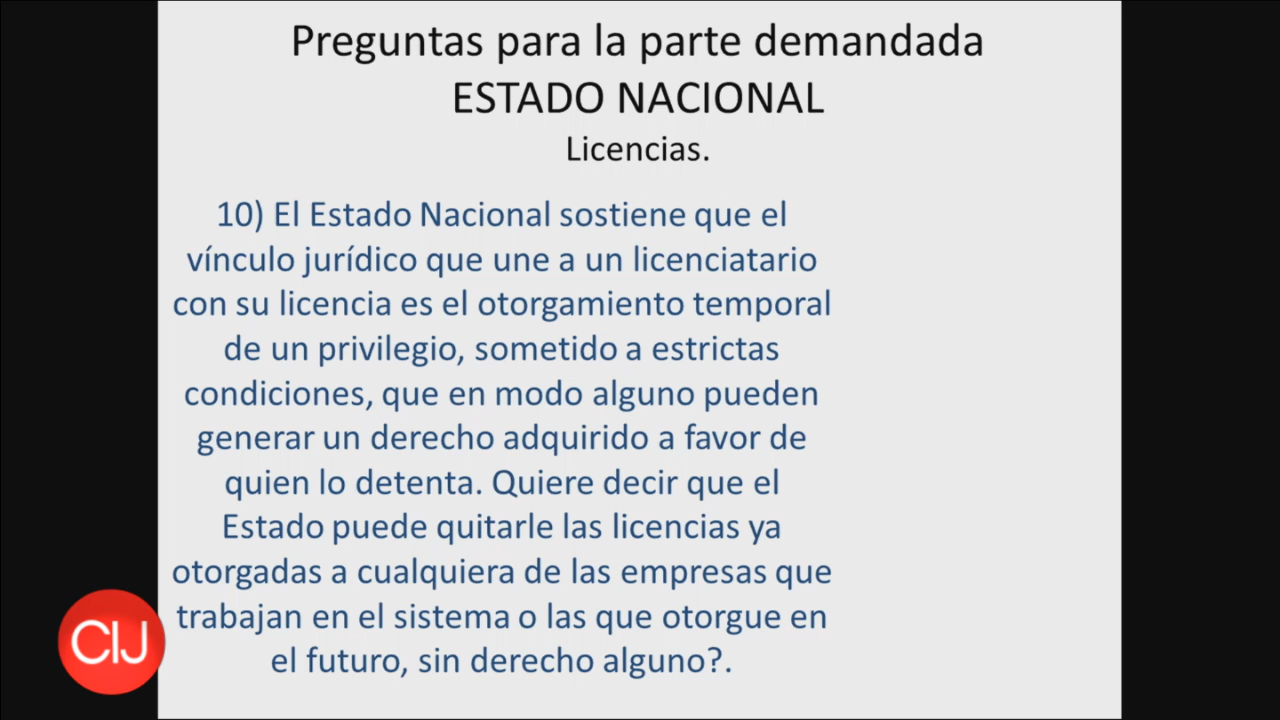 Preguntas para la parte demandada
ESTADO NACIONAL
Licencias.
10) El Estado Nacional sostiene que el
vínculo jurídico que une a un licenciatario
con su licencia es el otorgamiento temporal
de un privilegio, sometido a estrictas
condiciones, que en modo alguno pueden
generar un derecho adquirido a favor de
quien lo detenta. Quiere decir que el
Estado puede quitarle las licencias ya
otorgadas a cualquiera de las empresas que
trabajan en el sistema o las que otorgue en
el futuro, sin derecho alguno?.
CIJ